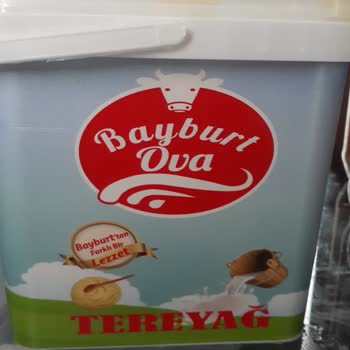 Bayburt
Ova
Bayburt'tan
Farklı Bir
Lezzet
TEREYAĞ